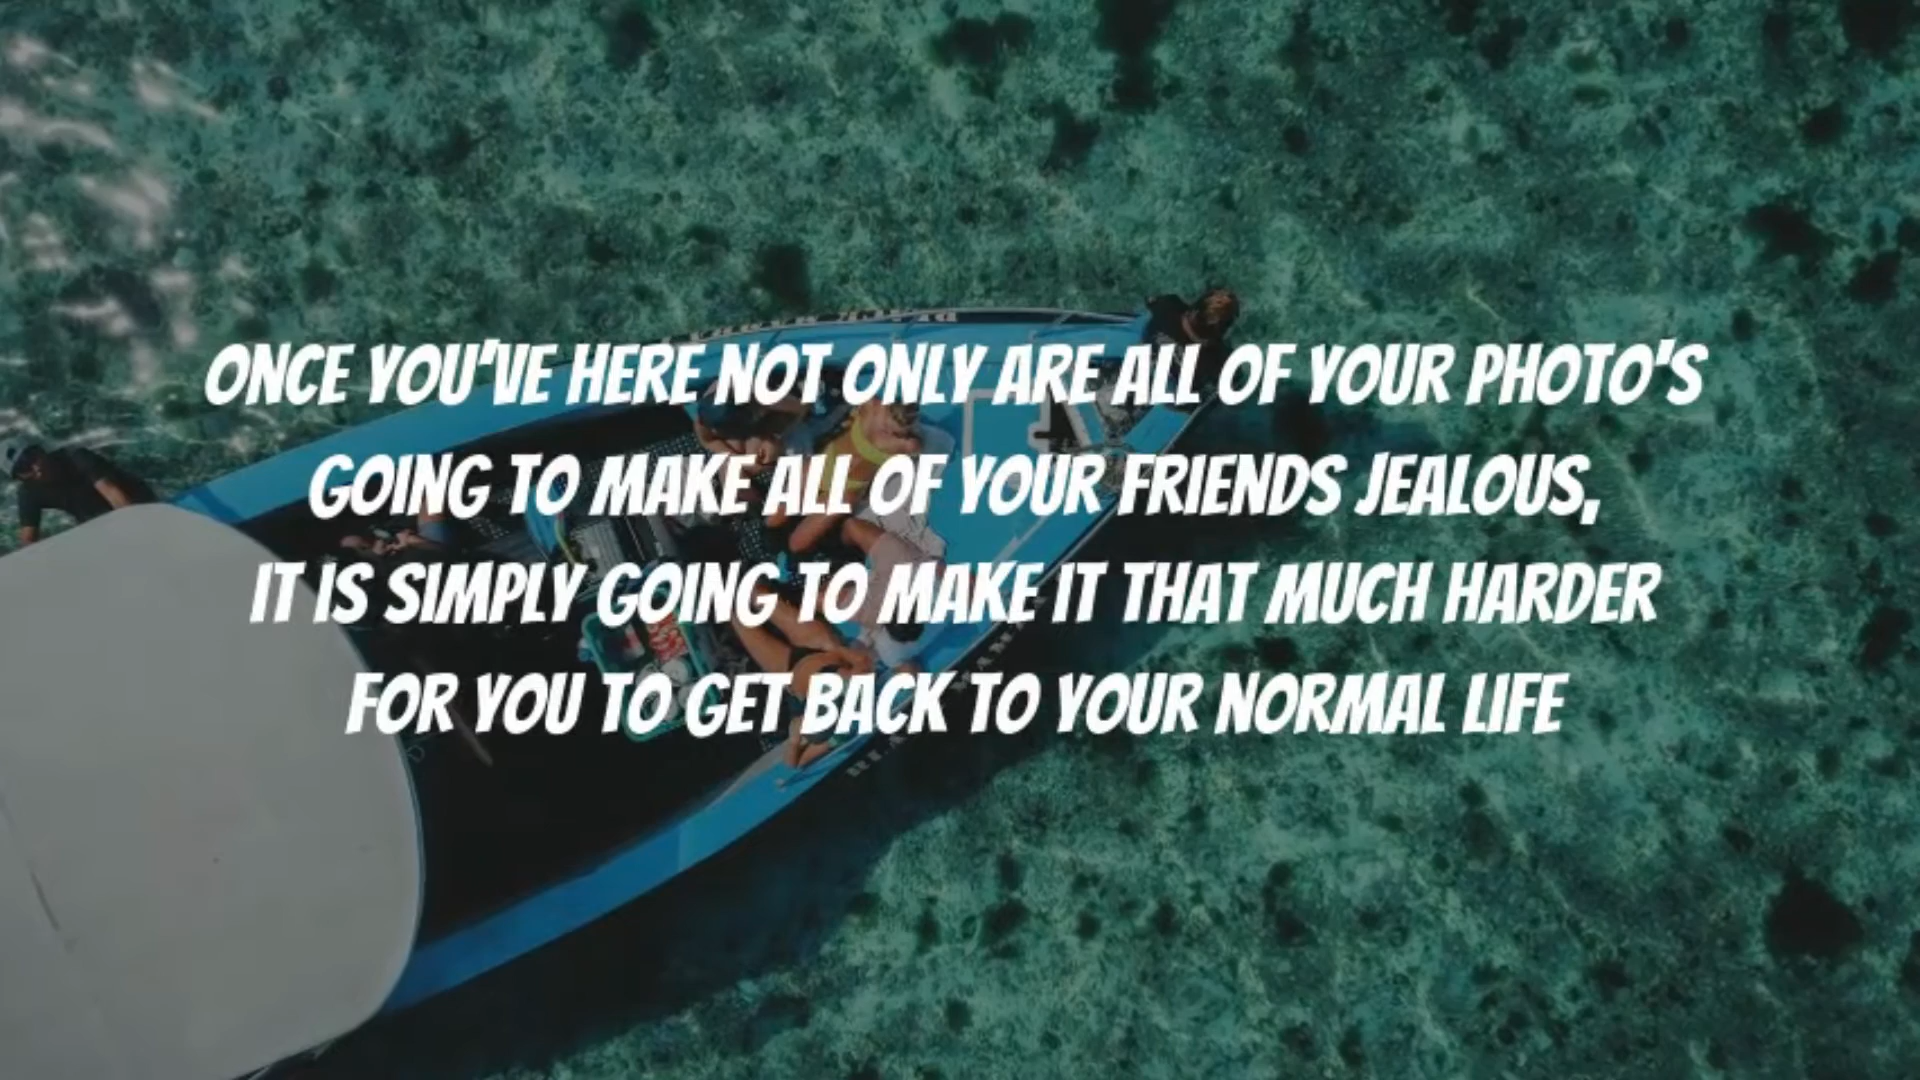 ONCE YOU'VE HERE NOT ONLY ARE ALL OF YOUR PHOTO'S
GOING TO MAKE ALL OF YOUR FRIENDS JEALOUS,
IT IS SIMPLY GOING TO MAKE IT THAT MUCH HARDER
FOR YOU TO GET BACK TO YOUR NORMAL LIFE